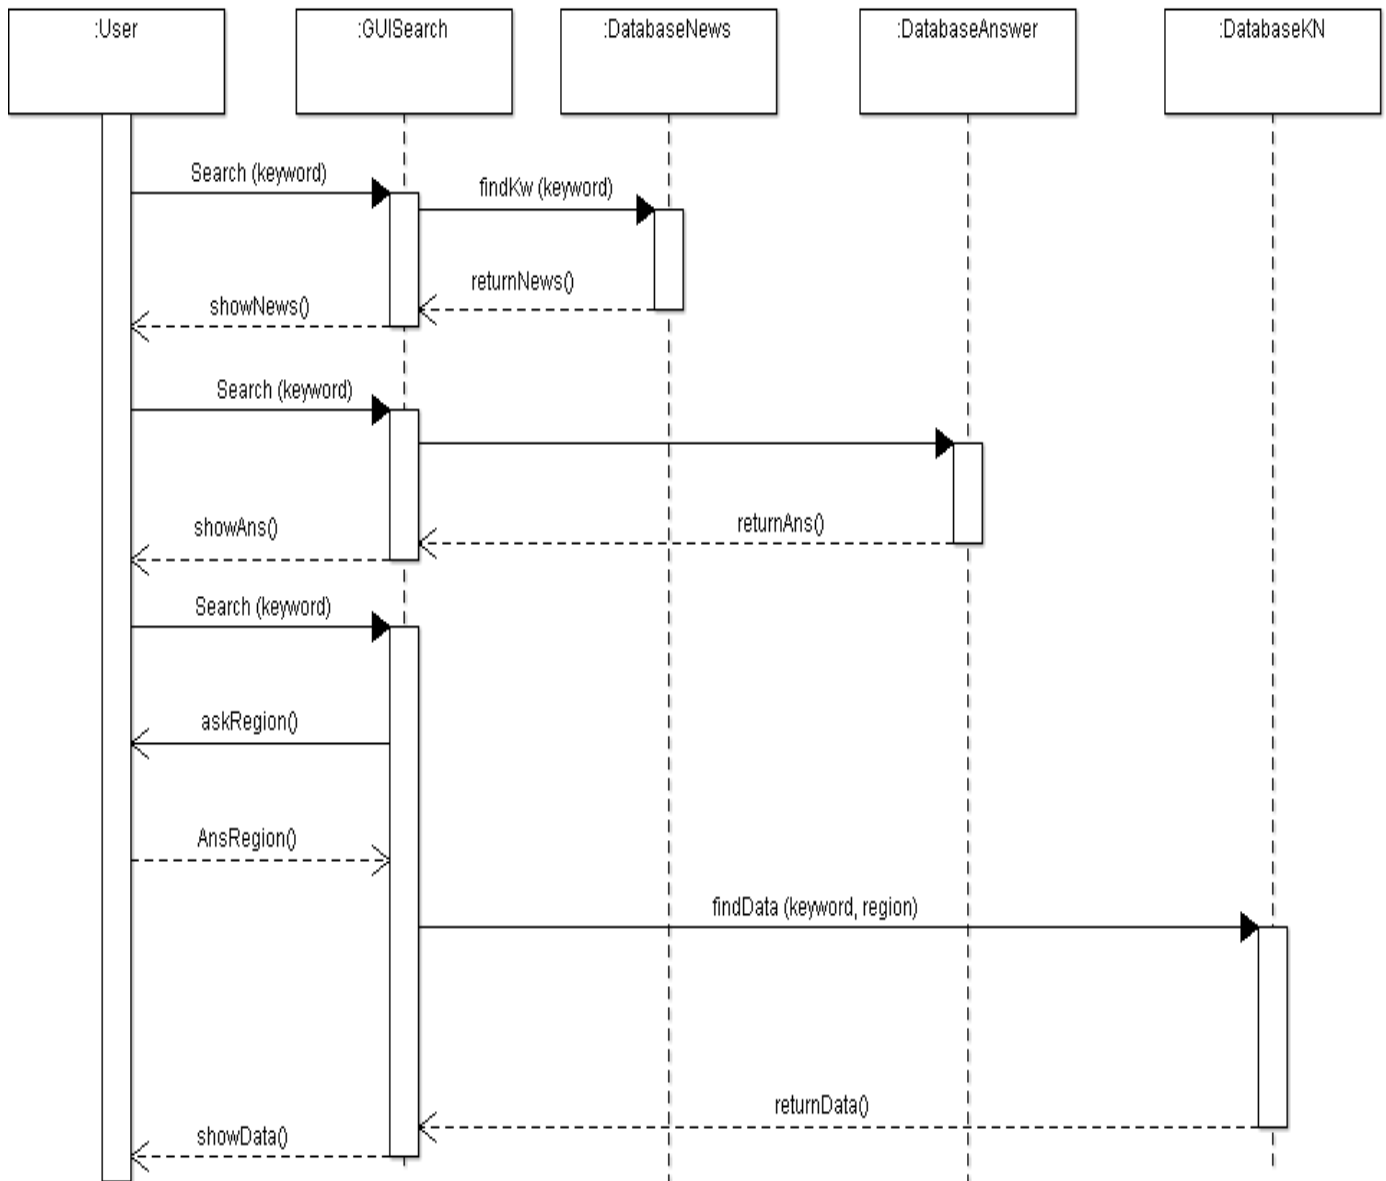 :User
:GUISearch
:DatabaseNews
:DatabaseAnswer
:DatabaseKN
Search (keyword)
findKw (keyword)
returnNews()
showNews()
Search (keyword)
returnAns()
showAns()
Search (keyword)
askRegion()
AnsRegion()
findData (keyword, region)
returnData()
showData()